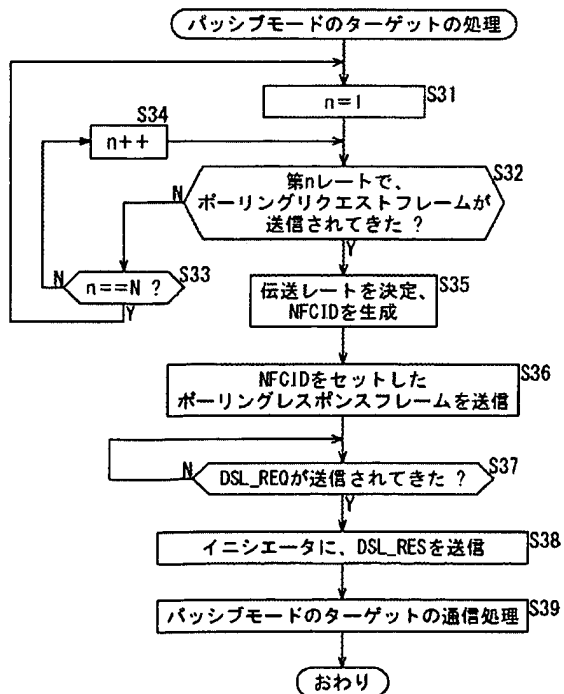 パッシブモードのターゲットの処理
n=1
S31
S34
n++
S32
第nレートで、
ポーリングリクエストフレームが
送信されてきた ?
N
Y
S33
n==N ?
N
Y
S35
伝送レートを決定、
NFCIDを生成
S36
NFCIDをセットした
ポーリングレスポンスフレームを送信
S37
N
DSL_REQが送信されてきた ?
Y
イニシエータに、DSL_RESを送信
S38
パッシブモードのターゲットの通信処理
S39
おわり